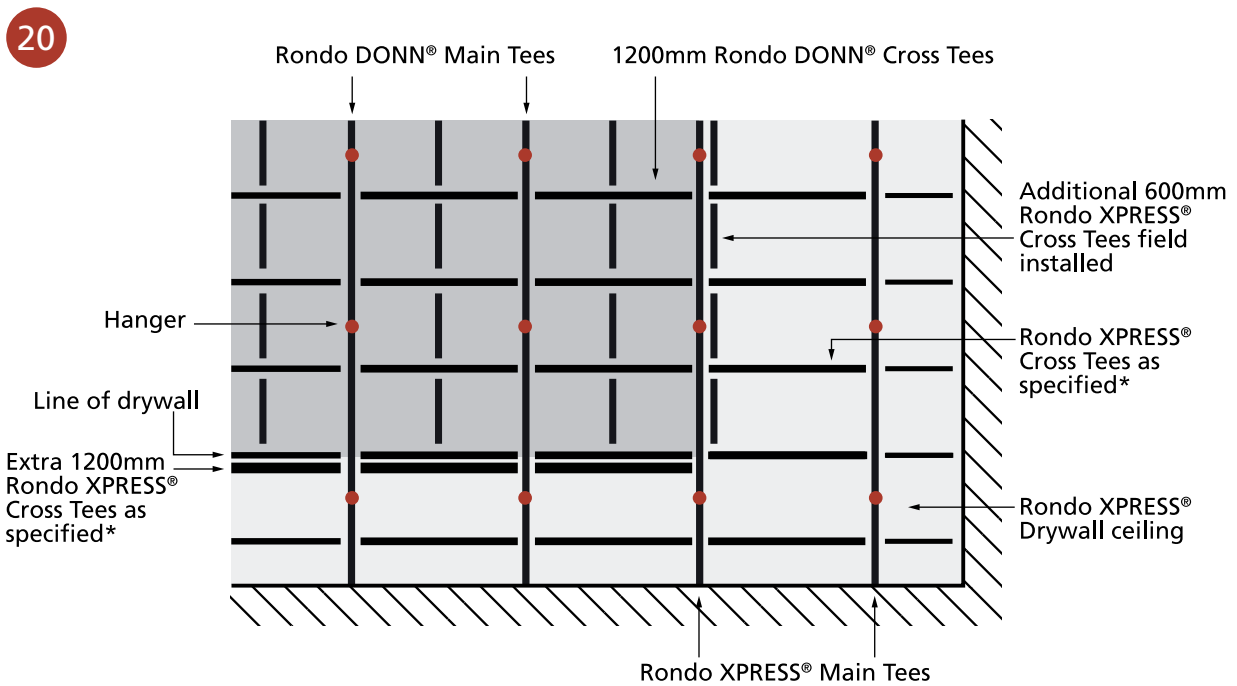 20
Rondo DONN® Main Tees
1200mm Rondo DONN® Cross Tees
Additional 600mm
Rondo XPRESS®
Cross Tees field
installed
Hanger
Rondo XPRESS®
Cross Tees as
specified*
Line of drywall
Extra 1200mm
Rondo XPRESS®
Cross Tees as
specified*
Rondo XPRESS®
Drywall ceiling
Rondo XPRESS® Main Tees